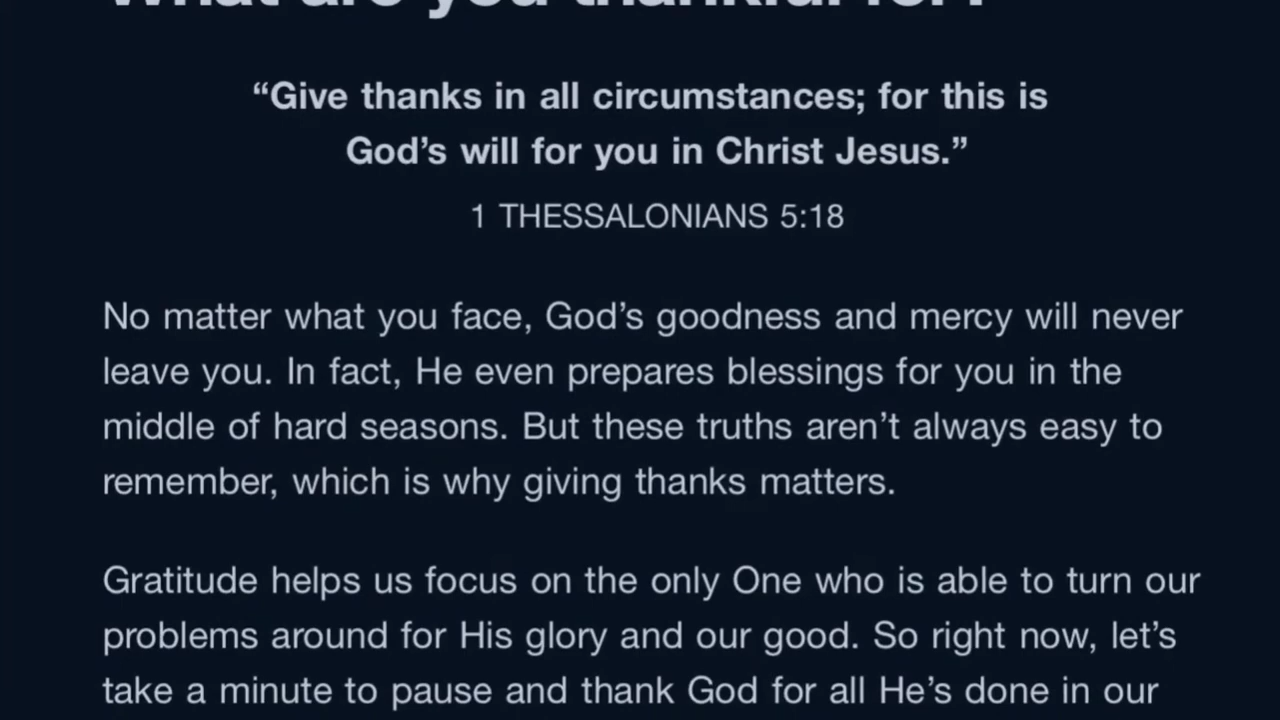 What are you thankful for?
“Give thanks in all circumstances; for this is
God’s will for you in Christ Jesus.”
1 THESSALONIANS 5:18
No matter what you face, God’s goodness and mercy will never
leave you. In fact, He even prepares blessings for you in the
middle of hard seasons. But these truths aren’t always easy to
remember, which is why giving thanks matters.
Gratitude helps us focus on the only One who is able to turn our
problems around for His glory and our good. So right now, let’s
take a minute to pause and thank God for all He’s done in our